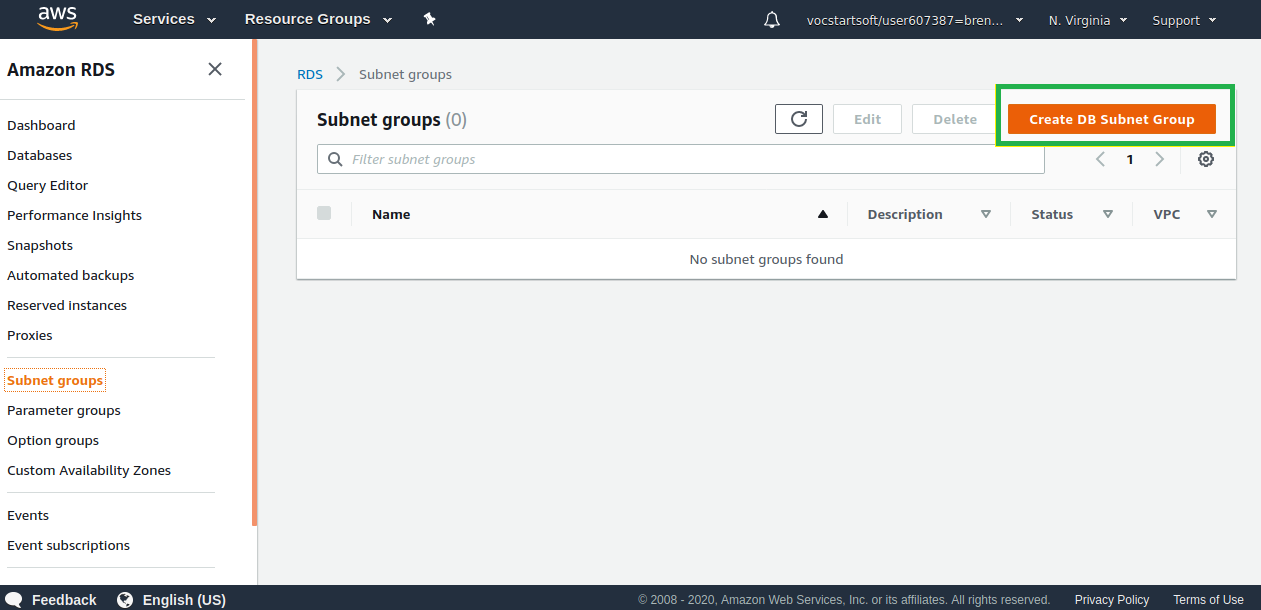 aws Services Resource Groups vocstartsoft/user607387=bren... N. Virginia Support
Amazon RDS
Dashboard
Databases
Query Editor
Performance Insights
Snapshots
Automated backups
Reserved instances
Proxies
Subnet groups
Parameter groups
Option groups
Custom Availability Zones
Events
Event subscriptions
RDS Subnet groups
Subnet groups (0) Edit Delete Create DB Subnet Group
Filter subnet groups 1
Name Description Status VPC
No subnet groups found
Feedback English (US) © 2008 - 2020, Amazon Web Services, Inc. or its affiliates. All rights reserved. Privacy Policy Terms of Use